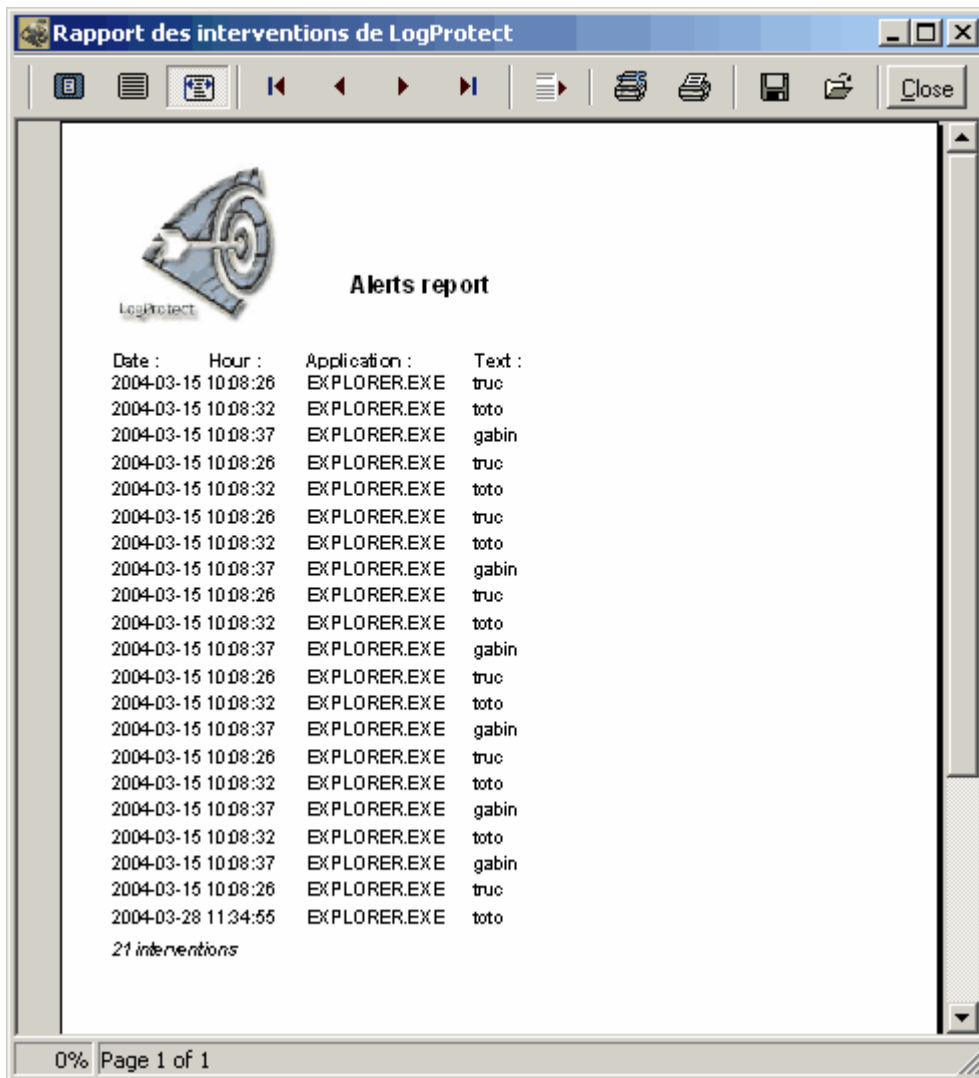 Rapport des interventions de LogProtect
Close
LogProtect
Alerts report
Date : Hour : Application : Text :
2004-03-15 10:08:26 EXPLORER.EXE truc
2004-03-15 10:08:32 EXPLORER.EXE toto
2004-03-15 10:08:37 EXPLORER.EXE gabin
2004-03-15 10:08:26 EXPLORER.EXE truc
2004-03-15 10:08:32 EXPLORER.EXE toto
2004-03-15 10:08:26 EXPLORER.EXE truc
2004-03-15 10:08:32 EXPLORER.EXE toto
2004-03-15 10:08:37 EXPLORER.EXE gabin
2004-03-15 10:08:26 EXPLORER.EXE truc
2004-03-15 10:08:32 EXPLORER.EXE toto
2004-03-15 10:08:37 EXPLORER.EXE gabin
2004-03-15 10:08:26 EXPLORER.EXE truc
2004-03-15 10:08:32 EXPLORER.EXE toto
2004-03-15 10:08:37 EXPLORER.EXE gabin
2004-03-15 10:08:26 EXPLORER.EXE truc
2004-03-15 10:08:32 EXPLORER.EXE toto
2004-03-15 10:08:37 EXPLORER.EXE gabin
2004-03-15 10:08:32 EXPLORER.EXE toto
2004-03-15 10:08:37 EXPLORER.EXE gabin
2004-03-15 10:08:26 EXPLORER.EXE truc
2004-03-28 11:34:55 EXPLORER.EXE toto
21 interventions
0% Page 1 of 1